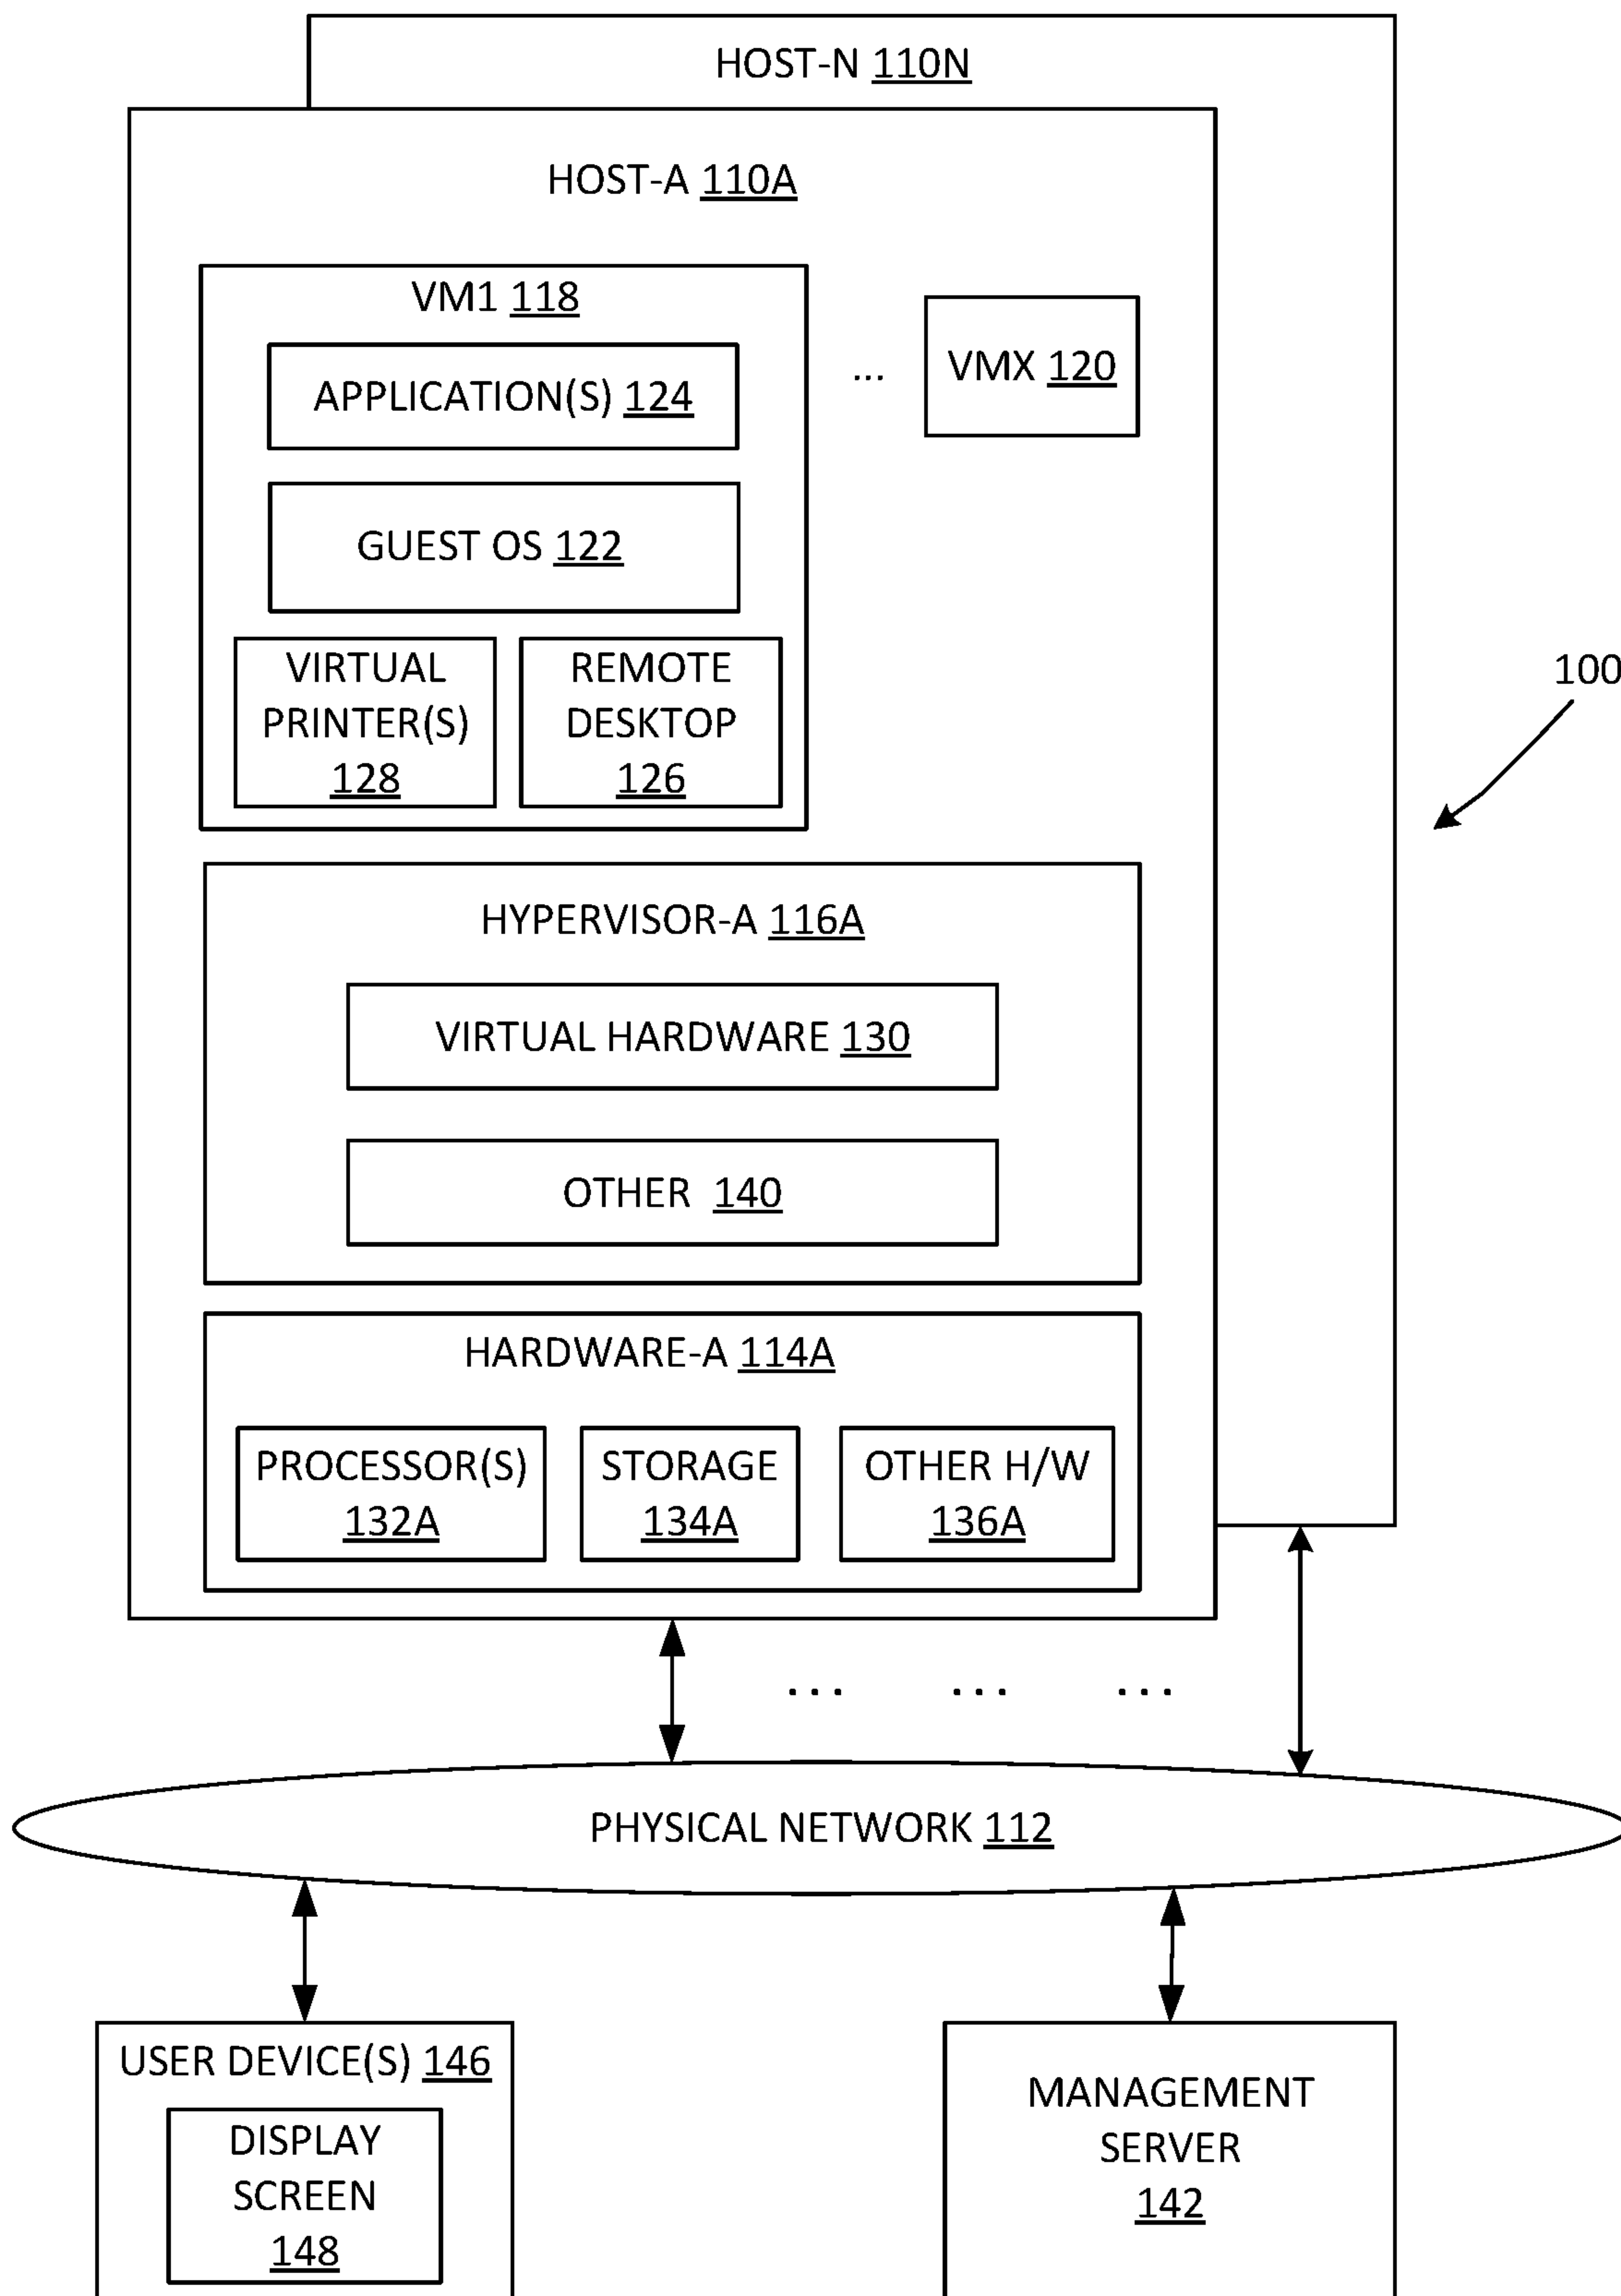 HOST-N 110N
HOST-A 110A
VM1 118
APPLICATION(S) 124
... VMX 120
GUEST OS 122
VIRTUAL
PRINTER(S)
128
REMOTE
DESKTOP
126
100
HYPERVISOR-A 116A
VIRTUAL HARDWARE 130
OTHER 140
HARDWARE-A 114A
PROCESSOR(S)
132A
STORAGE
134A
OTHER H/W
136A
... ... ...
PHYSICAL NETWORK 112
USER DEVICE(S) 146
DISPLAY
SCREEN
148
MANAGEMENT
SERVER
142